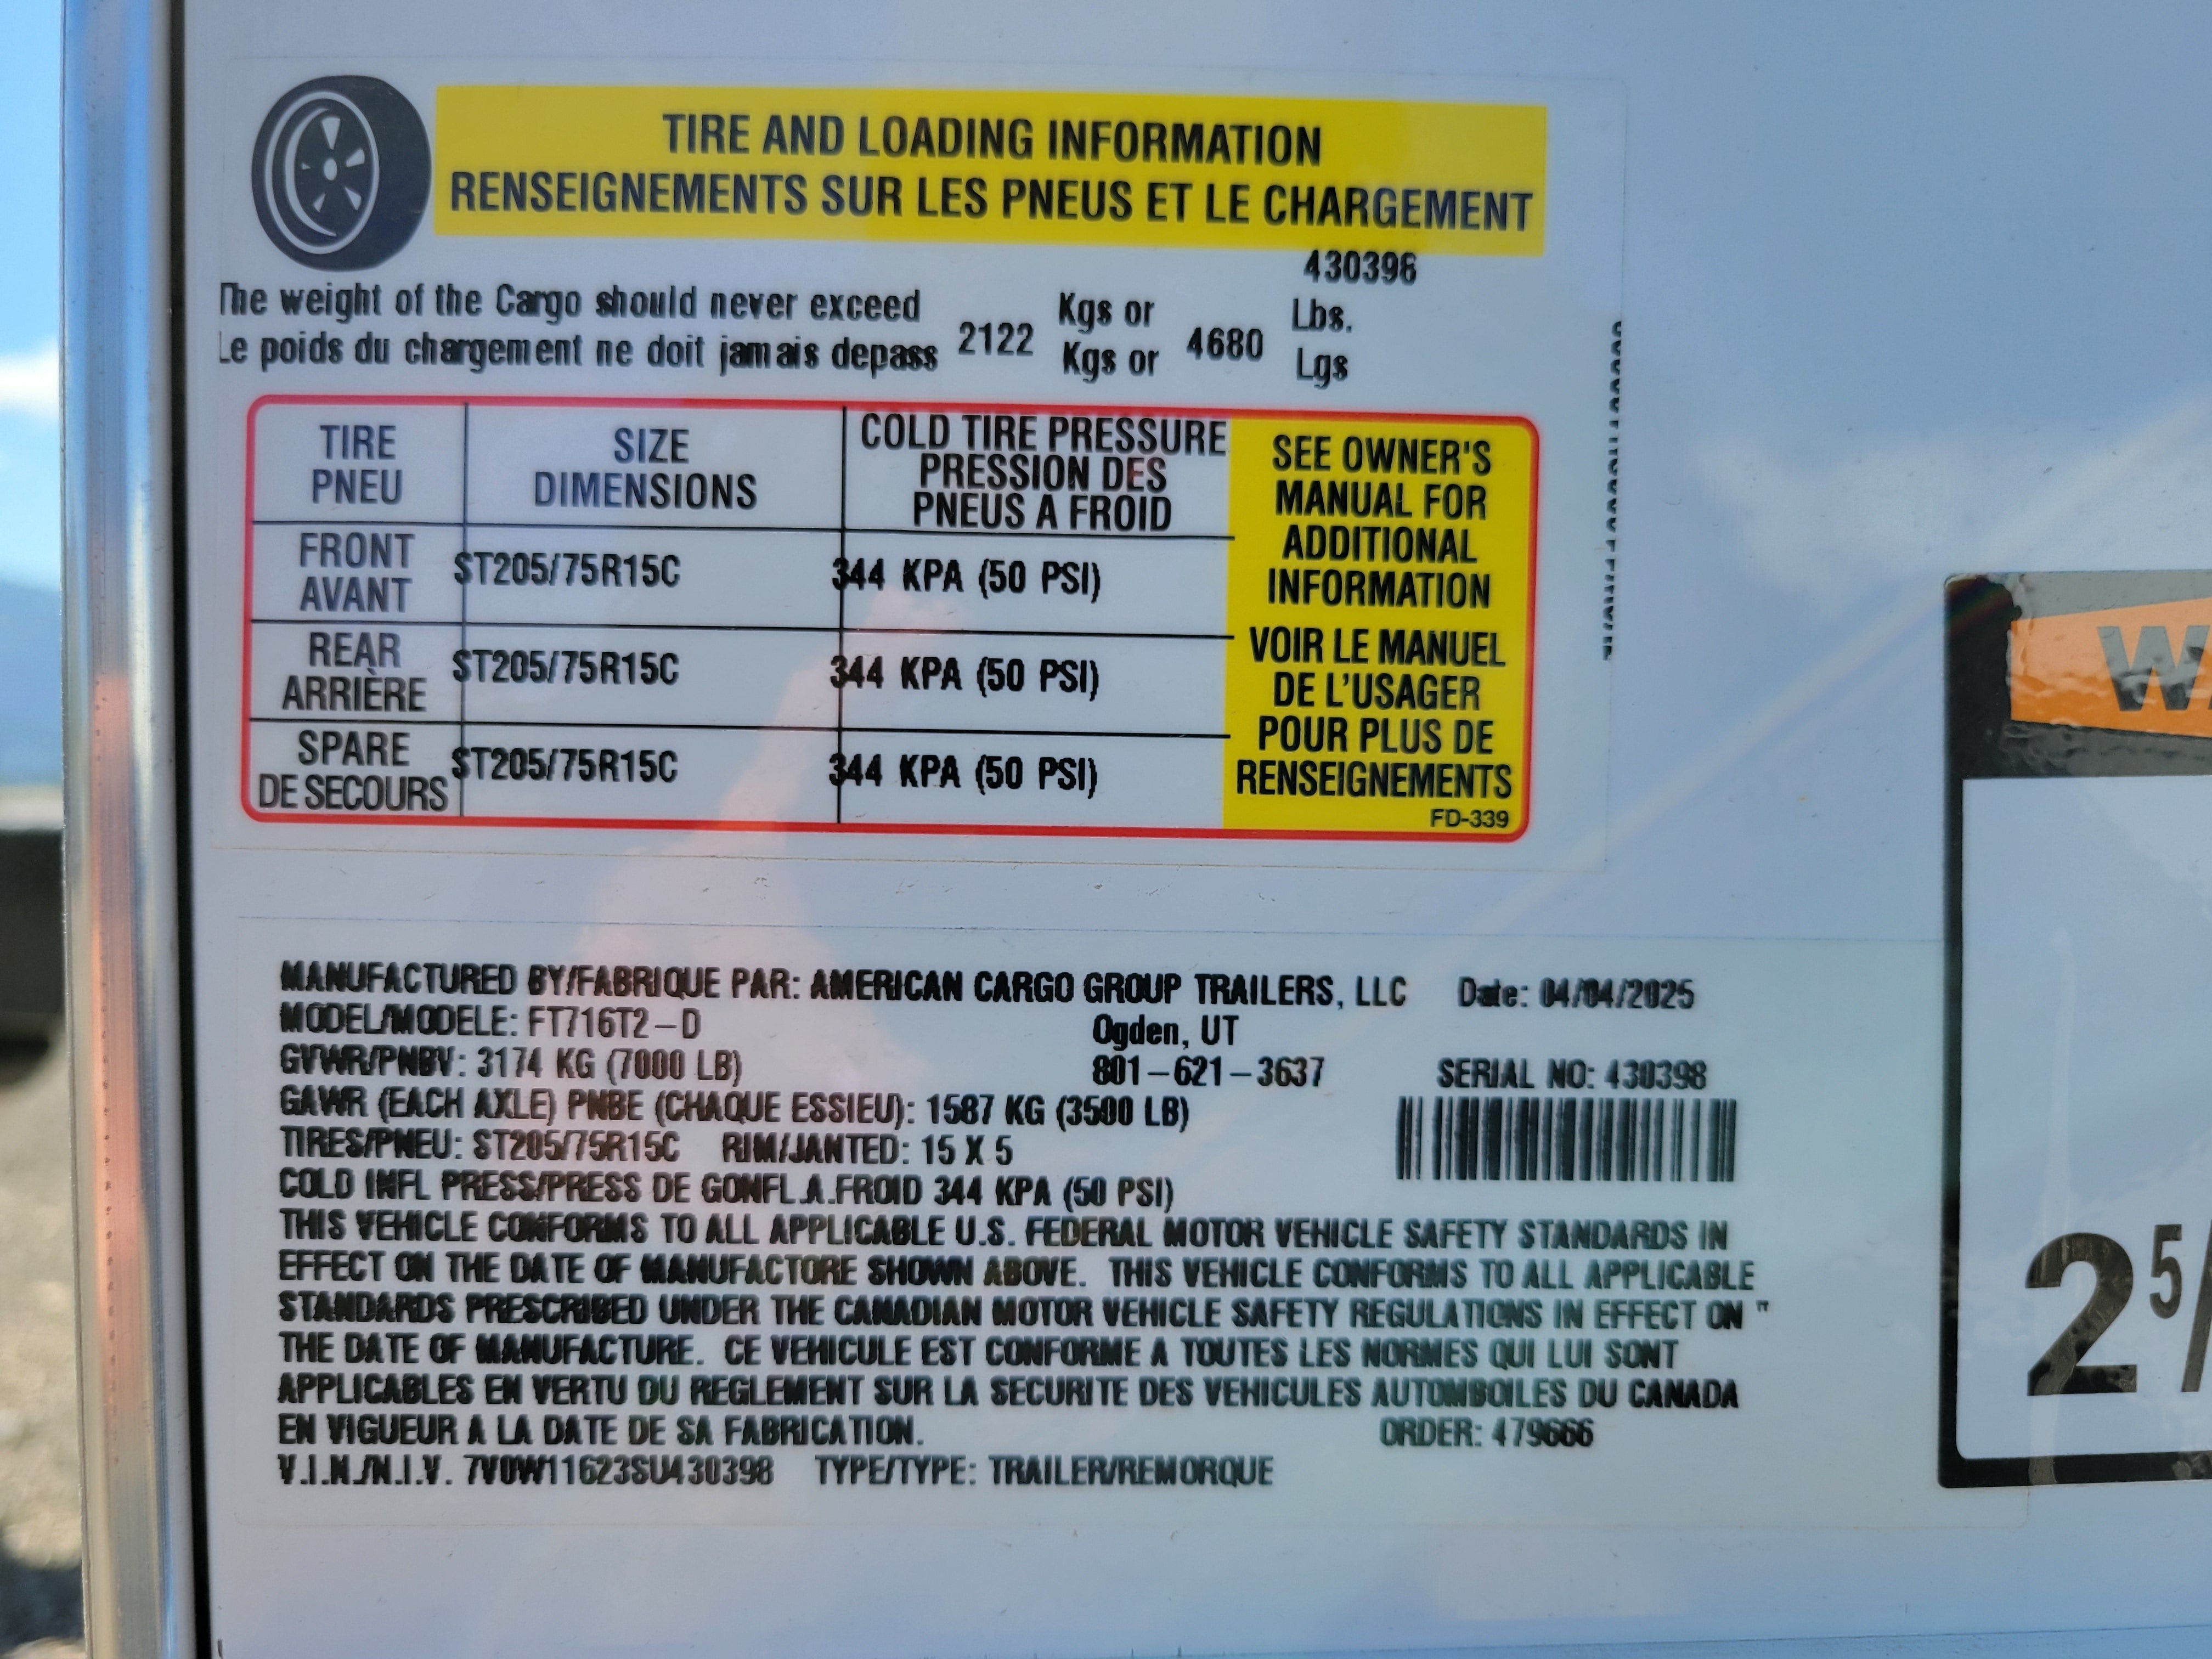 TIRE AND LOADING INFORMATION
RENSEIGNEMENTS SUR LES PNEUS ET LE CHARGEMENT
430396
The weight of the Cargo should never exceed 2122 Kgs or 4680 Lbs.
Le poids du chargement ne doit jamais depass Kgs or Lgs
TIRE SIZE COLD TIRE PRESSURE
PNEU DIMENSIONS PRESSION DES
PNEUS A FROID
FRONT
AVANT ST205/75R15C 344 KPA (50 PSI)
REAR
ARRIÈRE ST205/75R15C 344 KPA (50 PSI)
SPARE
DE SECOURS ST205/75R15C 344 KPA (50 PSI)
SEE OWNER'S
MANUAL FOR
ADDITIONAL
INFORMATION
VOIR LE MANUEL
DE L'USAGER
POUR PLUS DE
RENSEIGNEMENTS
FD-339
MANUFACTURED BY/FABRIQUE PAR: AMERICAN CARGO GROUP TRAILERS, LLC Date: 04/04/2025
MODEL/MODELE: FT716T2-D Ogden, UT
GVWR/PNBV: 3174 KG (7000 LB) 801-621-3637 SERIAL NO: 430398
GAWR (EACH AXLE) PNBE (CHAQUE ESSIEU): 1587 KG (3500 LB)
TIRES/PNEU: ST205/75R15C RIM/JANTED: 15 X 5
COLD INFL PRESS/PRESS DE GONFL.A.FROID 344 KPA (50 PSI)
THIS VEHICLE CONFORMS TO ALL APPLICABLE U.S. FEDERAL MOTOR VEHICLE SAFETY STANDARDS IN
EFFECT ON THE DATE OF MANUFACTORE SHOWN ABOVE. THIS VEHICLE CONFORMS TO ALL APPLICABLE
STANDARDS PRESCRIBED UNDER THE CANADIAN MOTOR VEHICLE SAFETY REGULATIONS IN EFFECT ON "
THE DATE OF MANUFACTURE. CE VEHICULE EST CONFORME A TOUTES LES NORMES QUI LUI SONT
APPLICABLES EN VERTU DU REGLEMENT SUR LA SECURITE DES VEHICULES AUTOMBOILES DU CANADA
EN VIGUEUR A LA DATE DE SA FABRICATION. ORDER: 479666
V.I.N./N.I.V. 7V0W11623SU430398 TYPE/TYPE: TRAILER/REMORQUE
2 5/